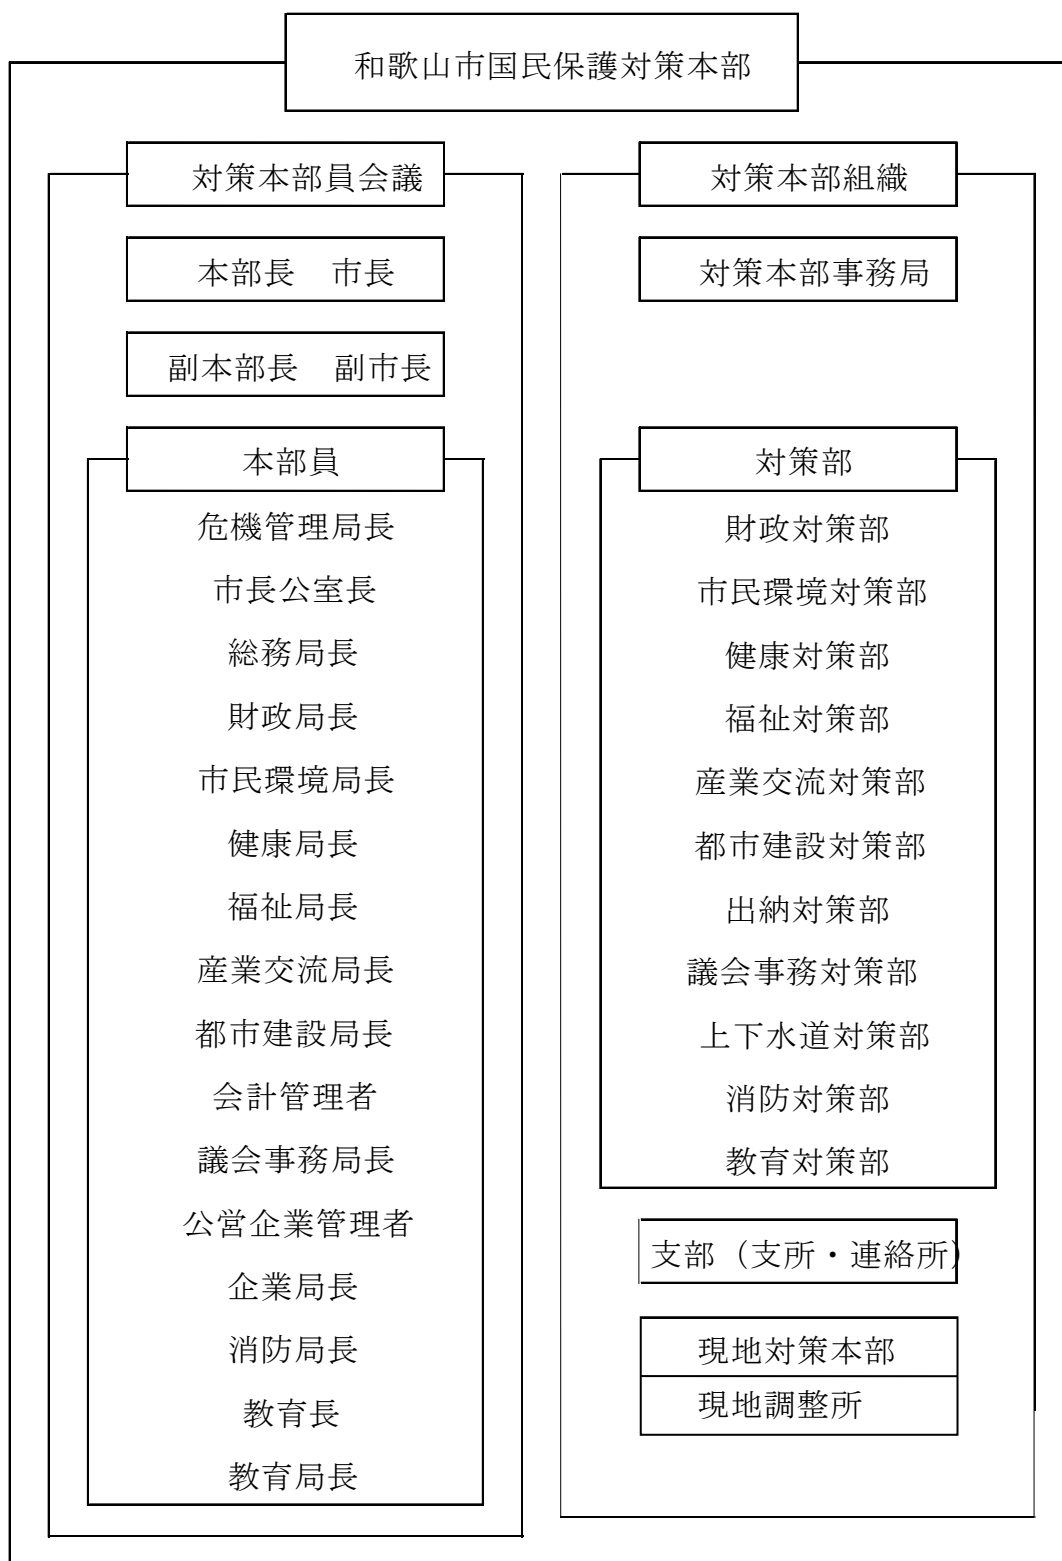 和歌山市国民保護対策本部
対策本部員会議
本部長　市長
副本部長　副市長
本部員
危機管理局長
市長公室長
総務局長
財政局長
市民環境局長
健康局長
福祉局長
産業交流局長
都市建設局長
会計管理者
議会事務局長
公営企業管理者
企業局長
消防局長
教育長
教育局長
対策本部組織
対策本部事務局
対策部
財政対策部
市民環境対策部
健康対策部
福祉対策部
産業交流対策部
都市建設対策部
出納対策部
議会事務対策部
上下水道対策部
消防対策部
教育対策部
支部（支所・連絡所）
現地対策本部
現地調整所